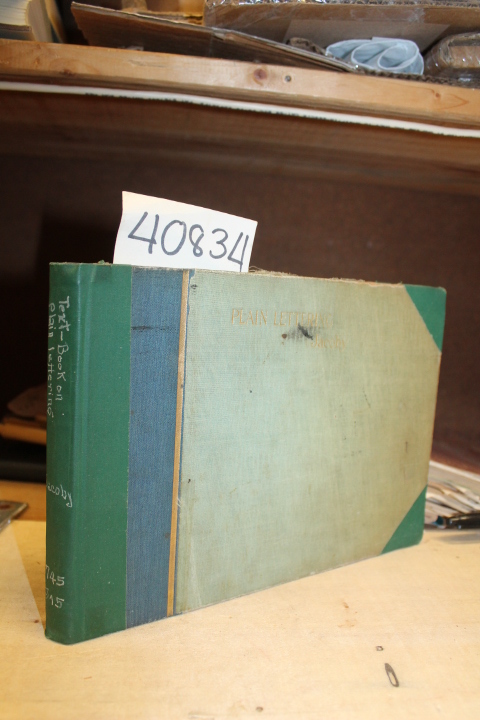 40834
PLAIN LETTERING
Text-Book on
plain Lettering
745